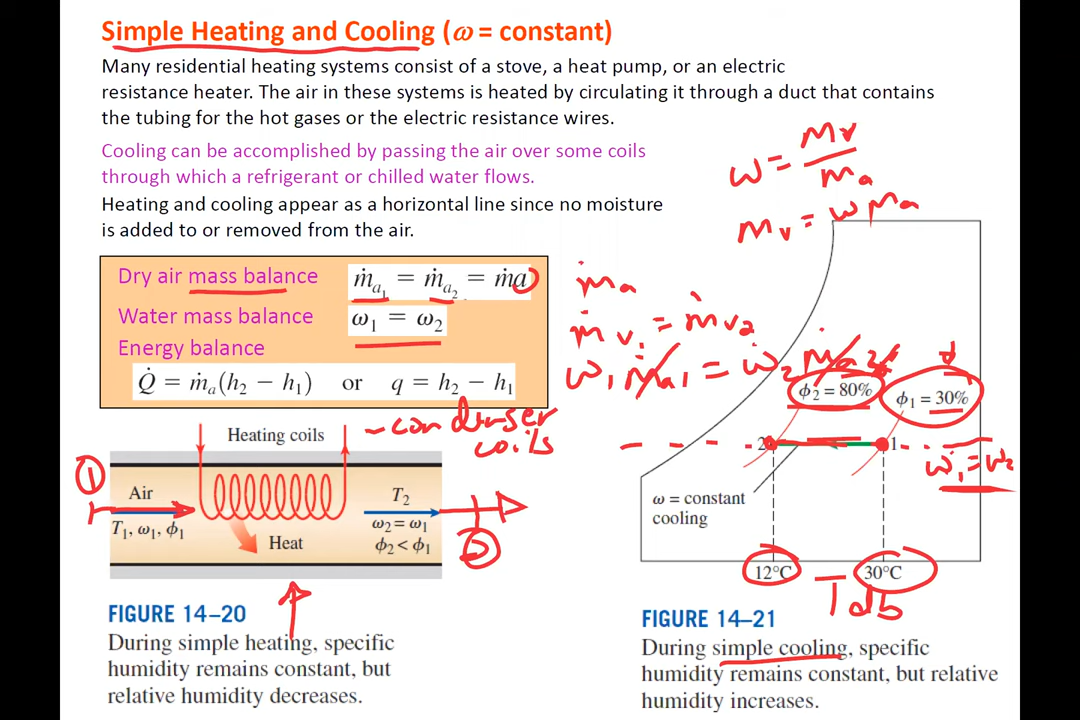 Simple Heating and Cooling (ω = constant)
Many residential heating systems consist of a stove, a heat pump, or an electric
resistance heater. The air in these systems is heated by circulating it through a duct that contains
the tubing for the hot gases or the electric resistance wires.
Cooling can be accomplished by passing the air over some coils
through which a refrigerant or chilled water flows.
Heating and cooling appear as a horizontal line since no moisture
is added to or removed from the air.
ω = mv / ma
mv = ω ma
Dry air mass balance ṁa1 = ṁa2 = ṁa
Water mass balance ω1 = ω2
Energy balance
Q̇ = ṁa(h2 − h1) or q = h2 − h1
ṁa
ṁv1 = ṁv2
ω1 ṁa1 = ω2 ṁa2
ϕ2 = 80%
ϕ1 = 30%
2
1
ω1 = ω2
ω = constant
cooling
12°C
30°C
Tdb
- condenser
coils
Heating coils
1
Air
T1, ω1, ϕ1
Heat
T2
ω2 = ω1
ϕ2 < ϕ1
2
FIGURE 14–20
During simple heating, specific
humidity remains constant, but
relative humidity decreases.
FIGURE 14–21
During simple cooling, specific
humidity remains constant, but relative
humidity increases.